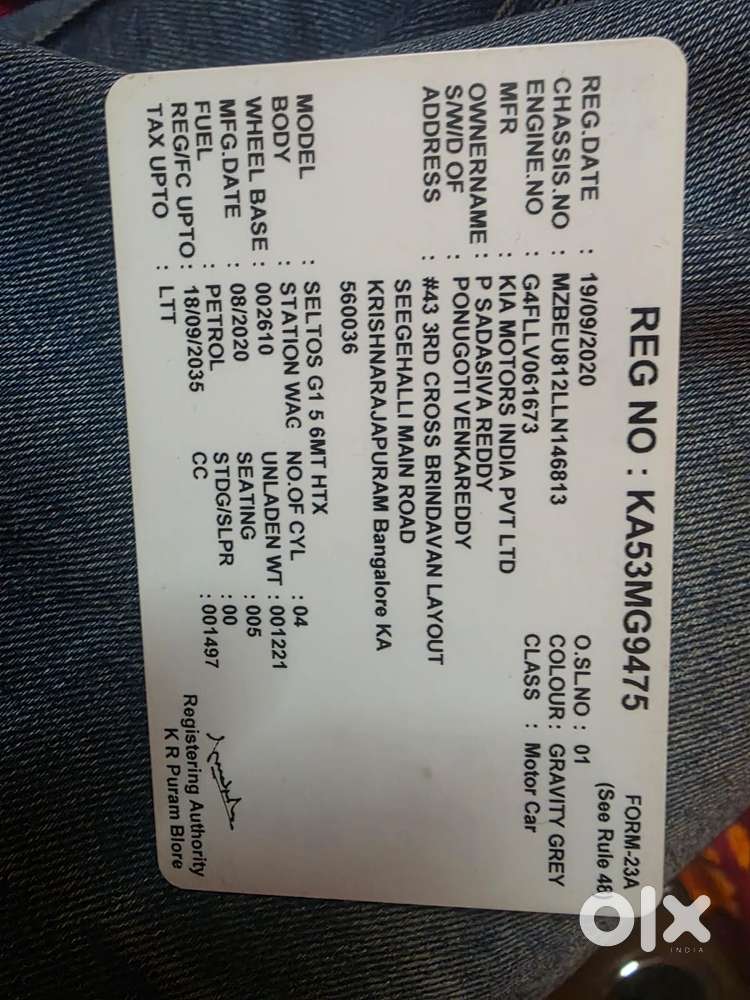 FORM-23A
REG NO : KA53MG9475 (See Rule 48
REG.DATE : 19/09/2020 O.SL.NO : 01
CHASSIS.NO : MZBEU812LLN146813 COLOUR : GRAVITY GREY
ENGINE.NO : G4FLLV061673 CLASS : Motor Car
MFR : KIA MOTORS INDIA PVT LTD
OWNERNAME : P SADASIVA REDDY
S/W/D OF : PONUGOTI VENKAREDDY
ADDRESS : #43 3RD CROSS BRINDAVAN LAYOUT
SEEGEHALLI MAIN ROAD
KRISHNARAJAPURAM Bangalore KA
560036
MODEL : SELTOS G1 5 6MT HTX
BODY : STATION WAG NO.OF CYL : 04
WHEEL BASE : 002610 UNLADEN WT : 001221
MFG.DATE : 08/2020 SEATING : 005
FUEL : PETROL STDG/SLPR : 00
REG/FC UPTO : 18/09/2035 CC : 001497
TAX UPTO : LTT
Registering Authority
K R Puram Blore
olx
INDIA